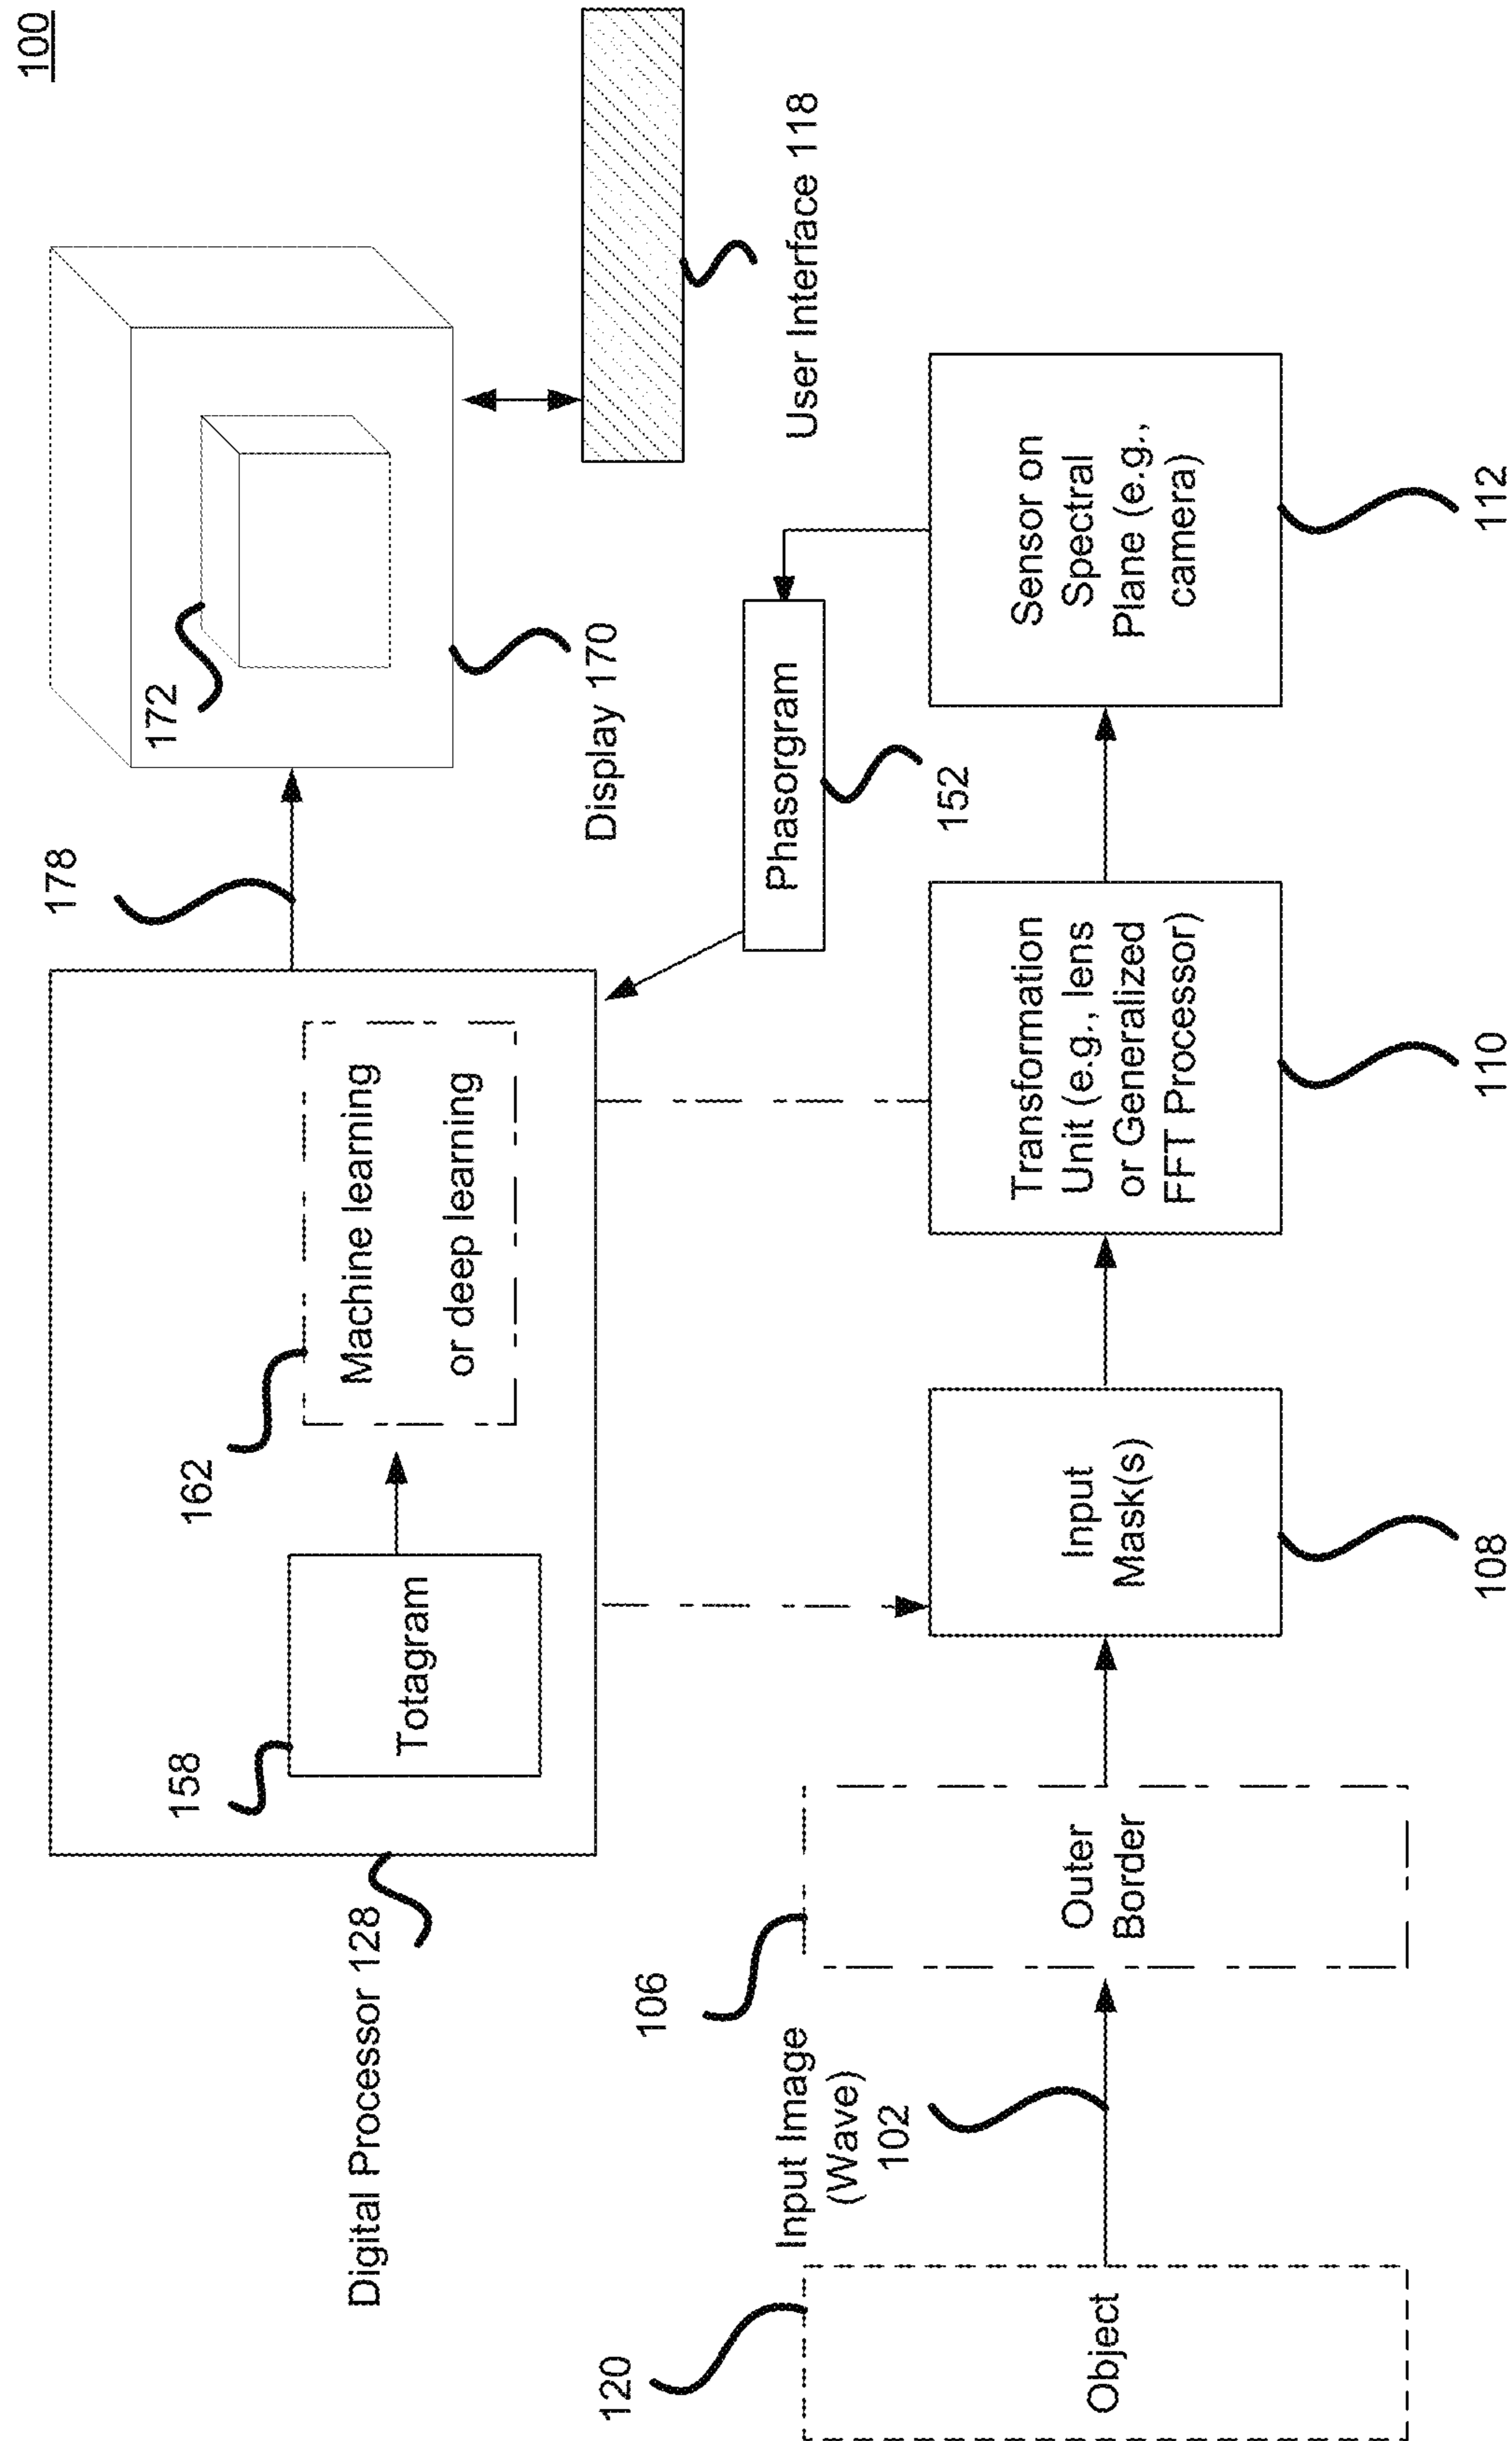 100
178
172
Display 170
User Interface 118
Digital Processor 128
158
Totagram
162
Machine learning
or deep learning
Phasorgram
152
120
Object
Input Image
(Wave)
102
106
Outer
Border
Input
Mask(s)
108
Transformation
Unit (e.g., lens
or Generalized
FFT Processor)
110
Sensor on
Spectral
Plane (e.g.,
camera)
112